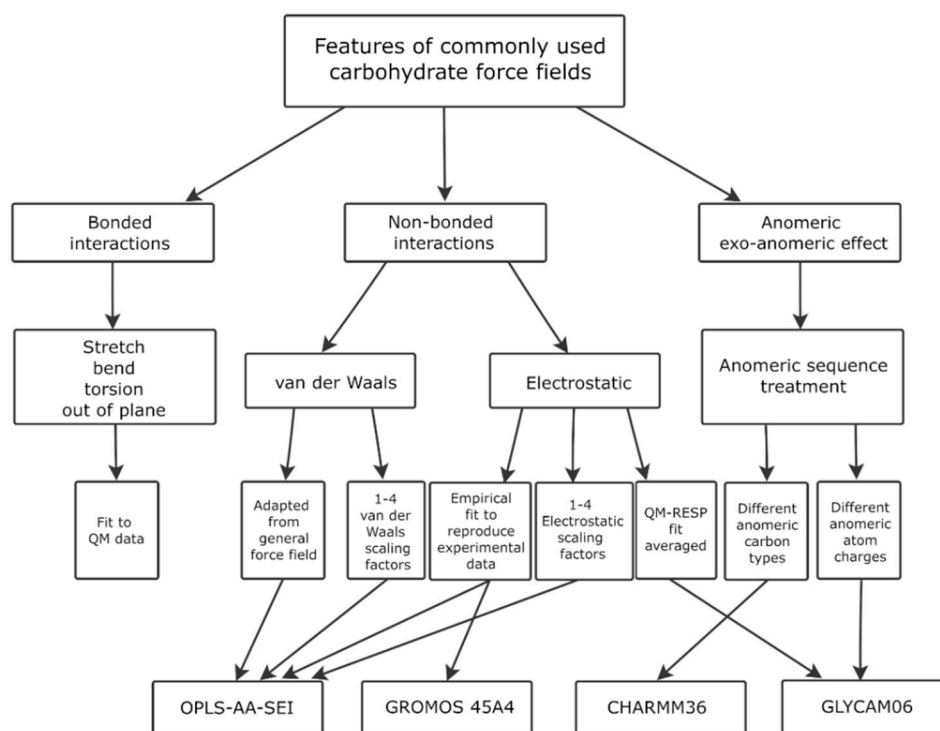 Features of commonly used
carbohydrate force fields
Bonded
interactions
Non-bonded
interactions
Anomeric
exo-anomeric effect
Stretch
bend
torsion
out of plane
van der Waals
Electrostatic
Anomeric sequence
treatment
Fit to
QM data
Adapted
from
general
force field
1-4
van der
Waals
scaling
factors
Empirical
fit to
reproduce
experimental
data
1-4
Electrostatic
scaling
factors
QM-RESP
fit
averaged
Different
anomeric
carbon
types
Different
anomeric
atom
charges
OPLS-AA-SEI
GROMOS 45A4
CHARMM36
GLYCAM06